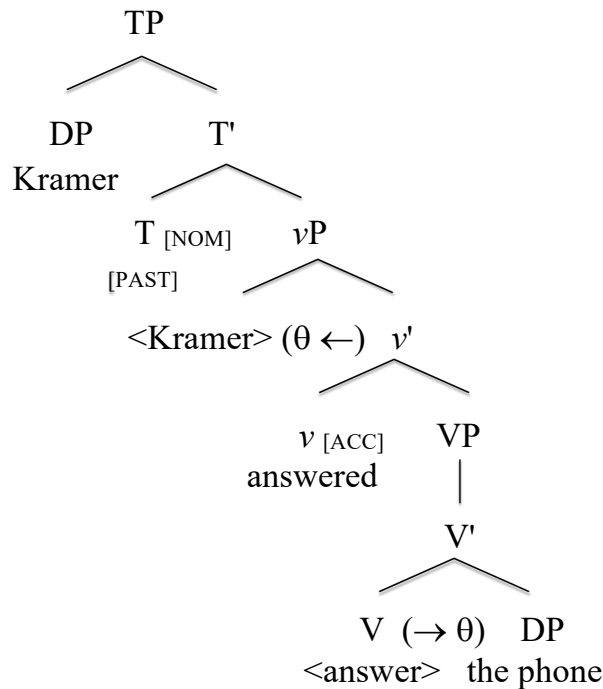 TP
DP T'
Kramer
T [NOM] vP
[PAST]
<Kramer> (θ ←) v'
v [ACC] VP
answered
V'
V (→ θ) DP
<answer> the phone